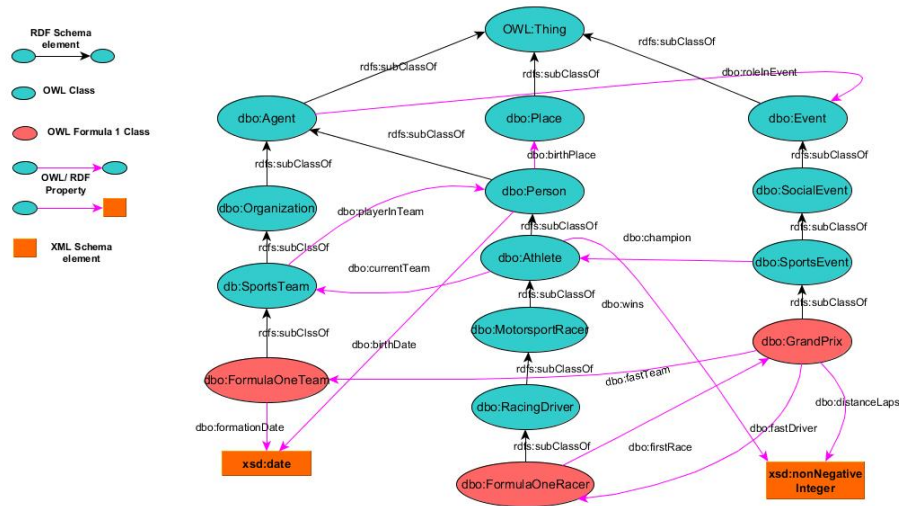 RDF Schema
element
OWL Class
OWL Formula 1 Class
OWL/ RDF
Property
XML Schema
element
OWL:Thing
rdfs:subClassOf
rdfs:subClassOf
rdfs:subClassOf
dbo:roleInEvent
dbo:Agent
dbo:Place
dbo:Event
rdfs:subClassOf
rdfs:subClassOf
dbo:birthPlace
rdfs:subClassOf
dbo:Person
dbo:SocialEvent
dbo:Organization
dbo:playerInTeam
rdfs:subClassOf
rdfs:subClassOf
rdfs:subClassOf
dbo:champion
dbo:Athlete
dbo:SportsEvent
dbo:currentTeam
db:SportsTeam
rdfs:subClassOf
rdfs:subClassOf
dbo:wins
rdfs:subClssOf
dbo:MotorsportRacer
dbo:GrandPrix
dbo:birthDate
rdfs:subClassOf
dbo:fastTeam
dbo:FormulaOneTeam
dbo:distanceLaps
dbo:RacingDriver
dbo:formationDate
dbo:fastDriver
rdfs:subClassOf
dbo:firstRace
xsd:date
xsd:nonNegative
Integer
dbo:FormulaOneRacer